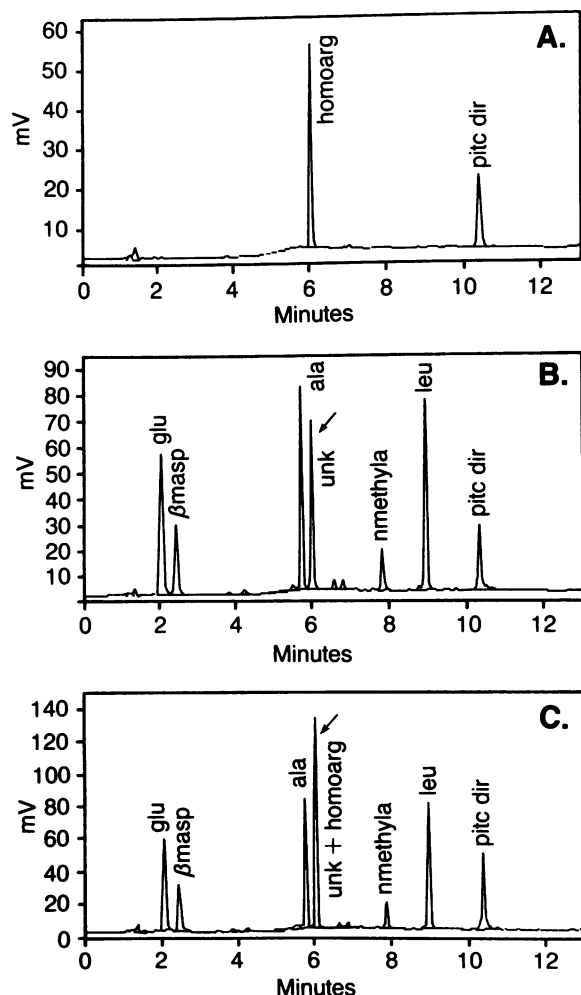 A.
60
50
40
30
20
10
mV
homoarg
pitc dir
0 2 4 6 8 10 12
Minutes
B.
90
80
70
60
50
40
30
20
10
mV
glu
βmasp
ala
unk
nmethyla
leu
pitc dir
0 2 4 6 8 10 12
Minutes
C.
140
120
100
80
60
40
20
0
mV
glu
βmasp
ala
unk + homoarg
nmethyla
leu
pitc dir
0 2 4 6 8 10 12
Minutes